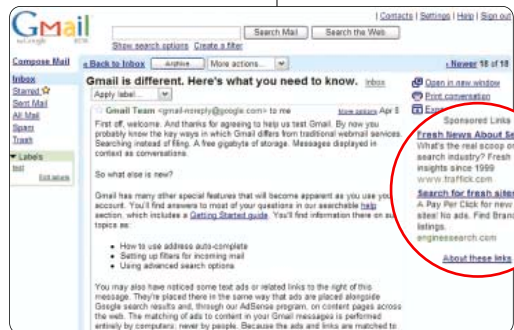 Contacts | Settings | Help | Sign out
Gmail
Search Mail Search the Web
Show search options Create a filter
Compose Mail
Inbox
Starred
Sent Mail
All Mail
Spam
Trash
Labels
Edit labels
« Back to Inbox Archive More actions... ‹ Newer 18 of 18
Gmail is different. Here's what you need to know. Inbox
Apply label...
Gmail Team <gmail-noreply@google.com> to me More options Apr 8
First off, welcome. And thanks for agreeing to help us test Gmail. By now you
probably know the key ways in which Gmail differs from traditional webmail services.
Searching instead of filing. A free gigabyte of storage. Messages displayed in
context as conversations.
So what else is new?
Gmail has many other special features that will become apparent as you use your
account. You'll find answers to most of your questions in our searchable help
section, which includes a Getting Started guide. You'll find information there on such
topics as:
• How to use address auto-complete
• Setting up filters for incoming mail
• Using advanced search options
You may also have noticed some text ads or related links to the right of this
message. They're placed there in the same way that ads are placed alongside
Google search results and, through our AdSense program, on content pages across
the web. The matching of ads to content in your Gmail messages is performed
entirely by computers; never by people. Because the ads and links are matched to
Open in new window
Print conversation
Sponsored Links
Fresh News About Se
What's the real scoop on
search industry? Fresh
insights since 1999
www.traffick.com
Search for fresh sites
A Pay Per Click for new
sites! No ads. Find Brand
listings.
enginessearch.com
About these links